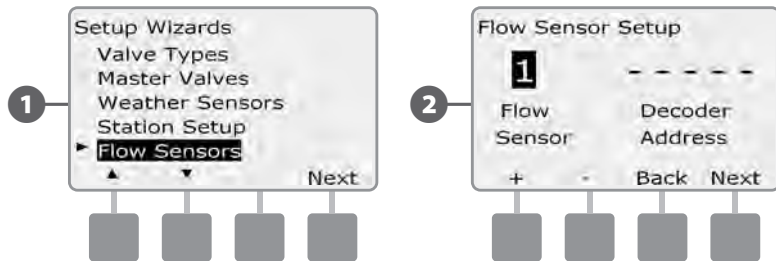 1
Setup Wizards
Valve Types
Master Valves
Weather Sensors
Station Setup
► Flow Sensors
▲ ▼ Next
2
Flow Sensor Setup
1 - - - - -
Flow Decoder
Sensor Address
+ - Back Next